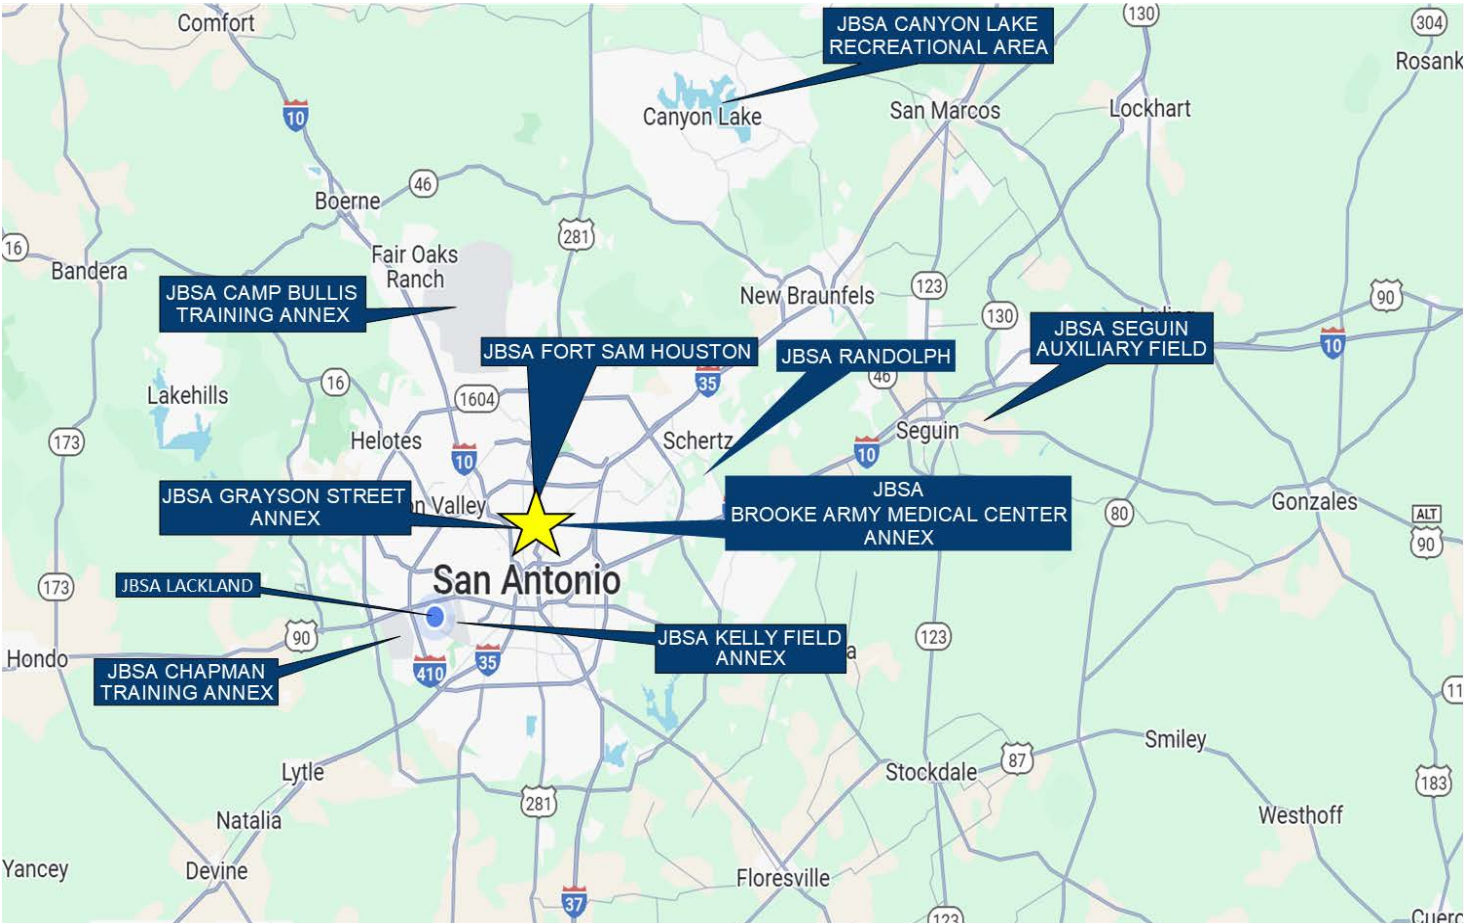 Comfort
JBSA CANYON LAKE
RECREATIONAL AREA
130
304
Rosank
10
Canyon Lake
San Marcos
Lockhart
46
Boerne
281
16
Bandera
Fair Oaks
Ranch
JBSA CAMP BULLIS
TRAINING ANNEX
New Braunfels
123
130
90
JBSA SEGUIN
AUXILIARY FIELD
10
JBSA FORT SAM HOUSTON
JBSA RANDOLPH
35
46
16
1604
Lakehills
173
Helotes
10
Schertz
10
Seguin
JBSA GRAYSON STREET
ANNEX
on Valley
JBSA
BROOKE ARMY MEDICAL CENTER
ANNEX
80
Gonzales
ALT
90
173
JBSA LACKLAND
San Antonio
90
123
Hondo
JBSA CHAPMAN
TRAINING ANNEX
410
35
JBSA KELLY FIELD
ANNEX
a
11
Smiley
87
Stockdale
183
Lytle
281
Natalia
Westhoff
Yancey
Devine
Floresville
37
123
Cuero